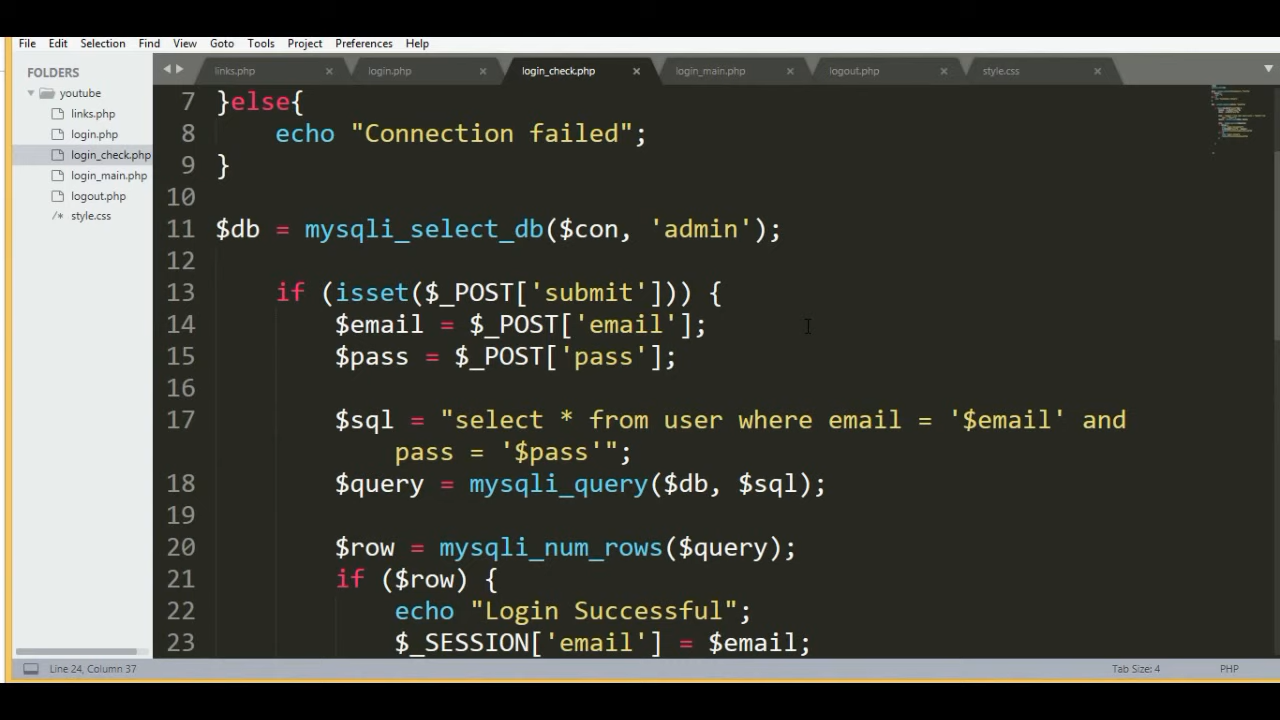 File Edit Selection Find View Goto Tools Project Preferences Help
FOLDERS
youtube
links.php
login.php
login_check.php
login_main.php
logout.php
/* style.css
links.php × login.php × login_check.php × login_main.php × logout.php × style.css ×
7 }else{
8 echo "Connection failed";
9 }
10
11 $db = mysqli_select_db($con, 'admin');
12
13 if (isset($_POST['submit'])) {
14 $email = $_POST['email'];
15 $pass = $_POST['pass'];
16
17 $sql = "select * from user where email = '$email' and
pass = '$pass'";
18 $query = mysqli_query($db, $sql);
19
20 $row = mysqli_num_rows($query);
21 if ($row) {
22 echo "Login Successful";
23 $_SESSION['email'] = $email;
Line 24, Column 37 Tab Size: 4 PHP